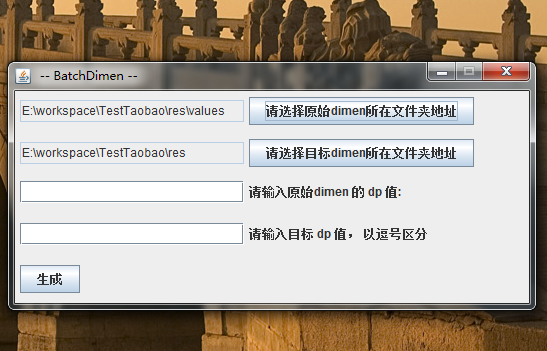 -- BatchDimen --
E:\workspace\TestTaobao\res\values 请选择原始dimen所在文件夹地址
E:\workspace\TestTaobao\res 请选择目标dimen所在文件夹地址
请输入原始dimen 的 dp 值:
请输入目标 dp 值， 以逗号区分
生成